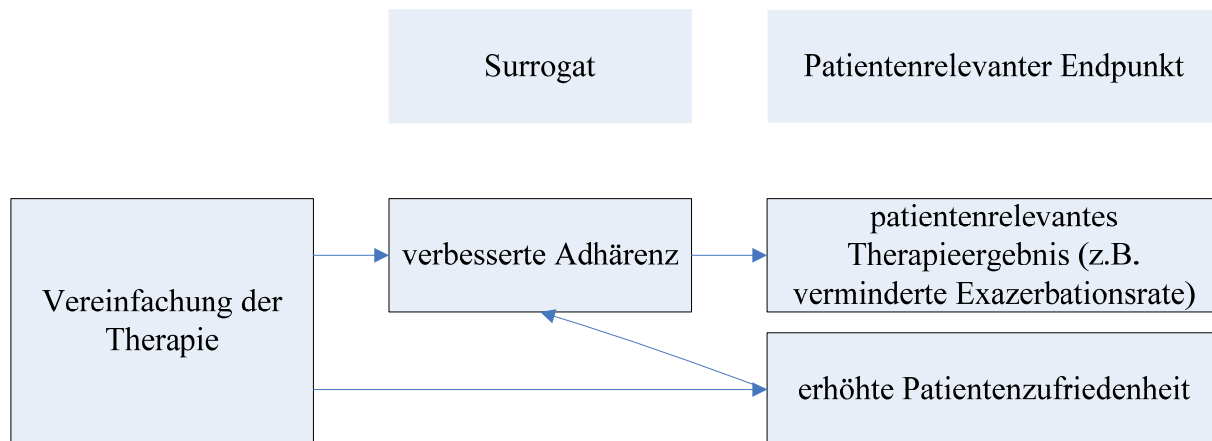 Surrogat
Patientenrelevanter Endpunkt
Vereinfachung der
Therapie
verbesserte Adhärenz
patientenrelevantes
Therapieergebnis (z.B.
verminderte Exazerbationsrate)
erhöhte Patientenzufriedenheit